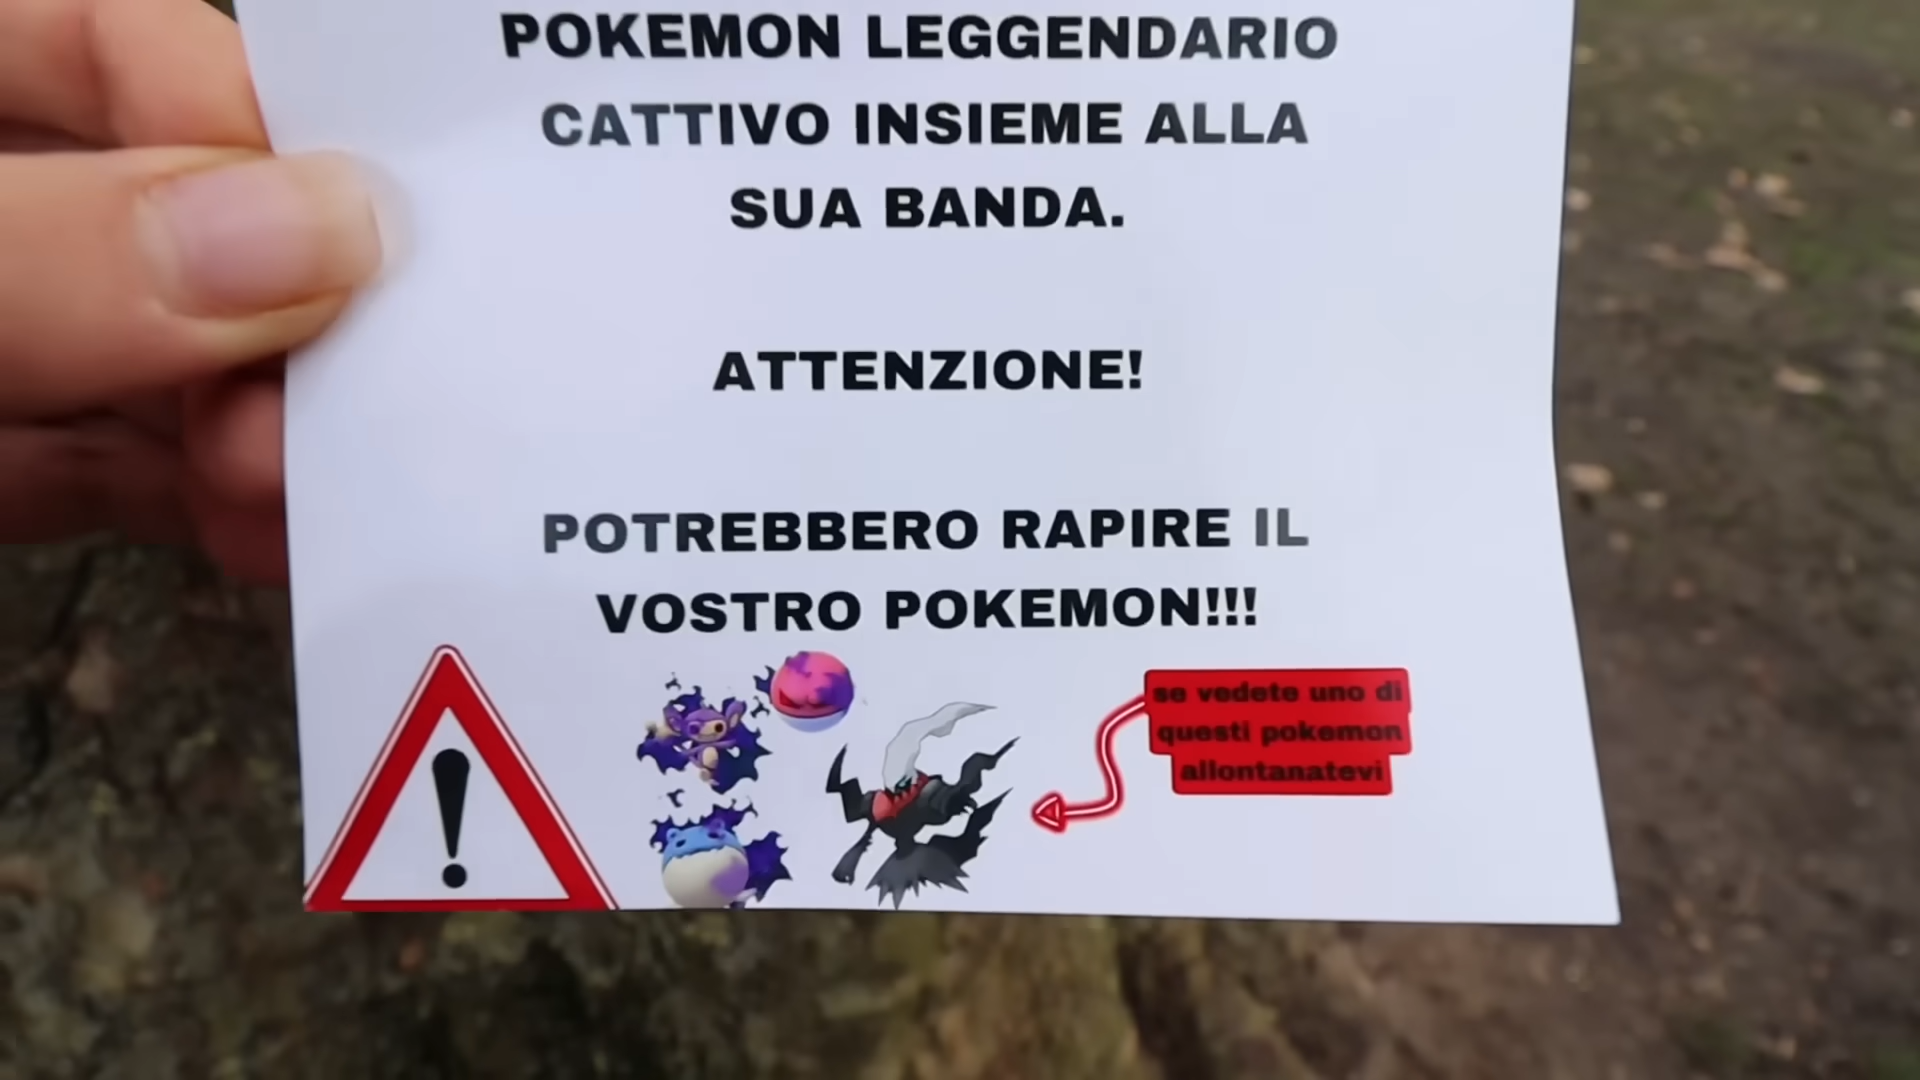 POKEMON LEGGENDARIO
CATTIVO INSIEME ALLA
SUA BANDA.
ATTENZIONE!
POTREBBERO RAPIRE IL
VOSTRO POKEMON!!!
se vedete uno di
questi pokemon
allontanatevi